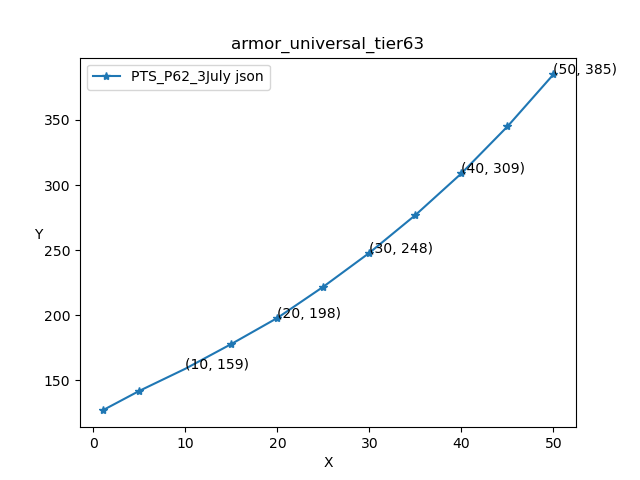 armor_universal_tier63
PTS_P62_3July json
(50, 385)
(40, 309)
(30, 248)
(20, 198)
(10, 159)
Y
350
300
250
200
150
0 10 20 30 40 50
X